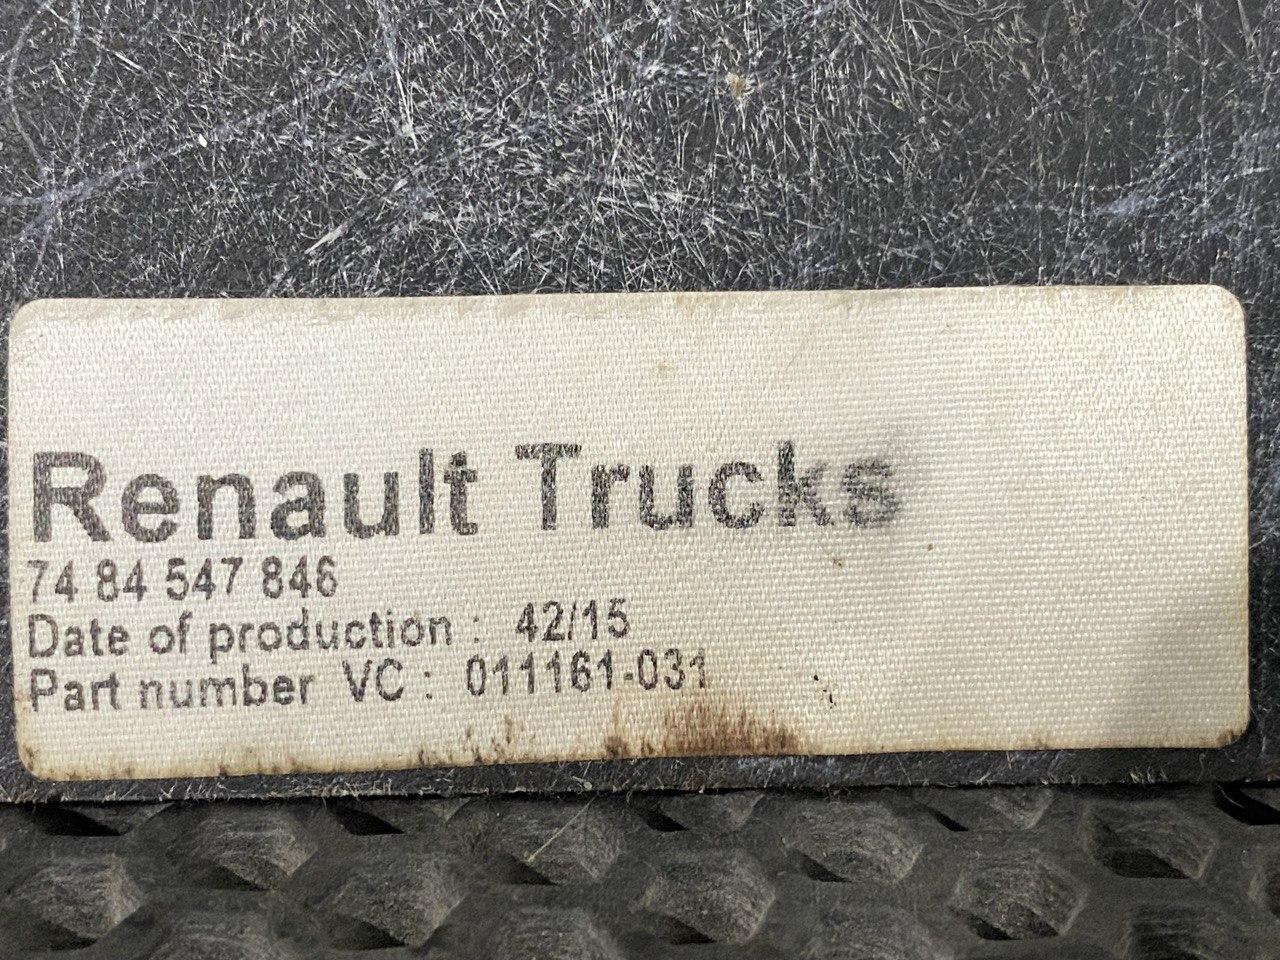 Renault Trucks
74 84 547 846
Date of production : 42/15
Part number VC : 011161-031